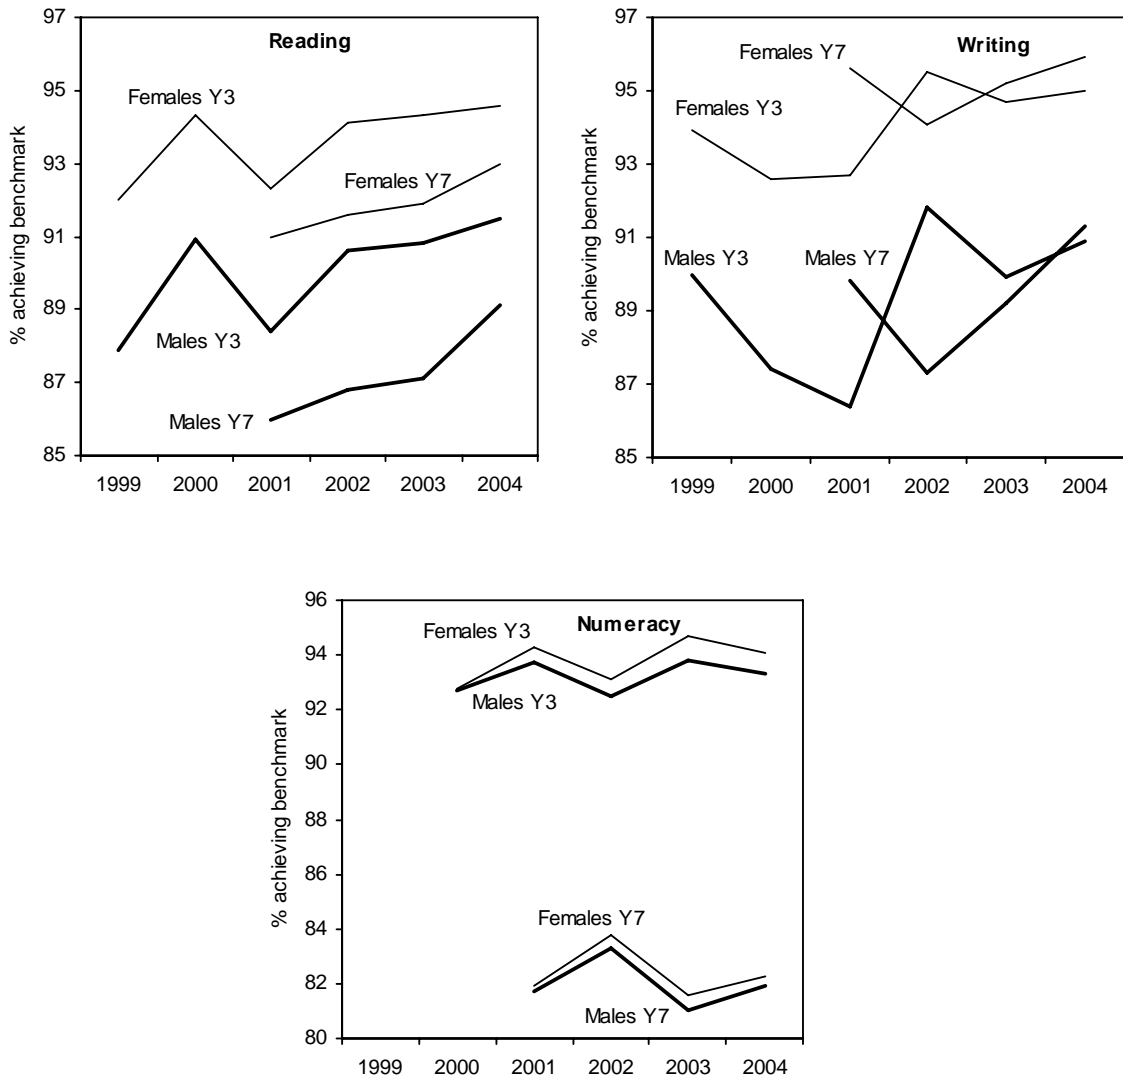 Reading
% achieving benchmark
97
95
93
91
89
87
85
Females Y3
Females Y7
Males Y3
Males Y7
1999 2000 2001 2002 2003 2004
Writing
% achieving benchmark
97
95
93
91
89
87
85
Females Y7
Females Y3
Males Y3
Males Y7
1999 2000 2001 2002 2003 2004
Numeracy
% achieving benchmark
96
94
92
90
88
86
84
82
80
Females Y3
Males Y3
Females Y7
Males Y7
1999 2000 2001 2002 2003 2004